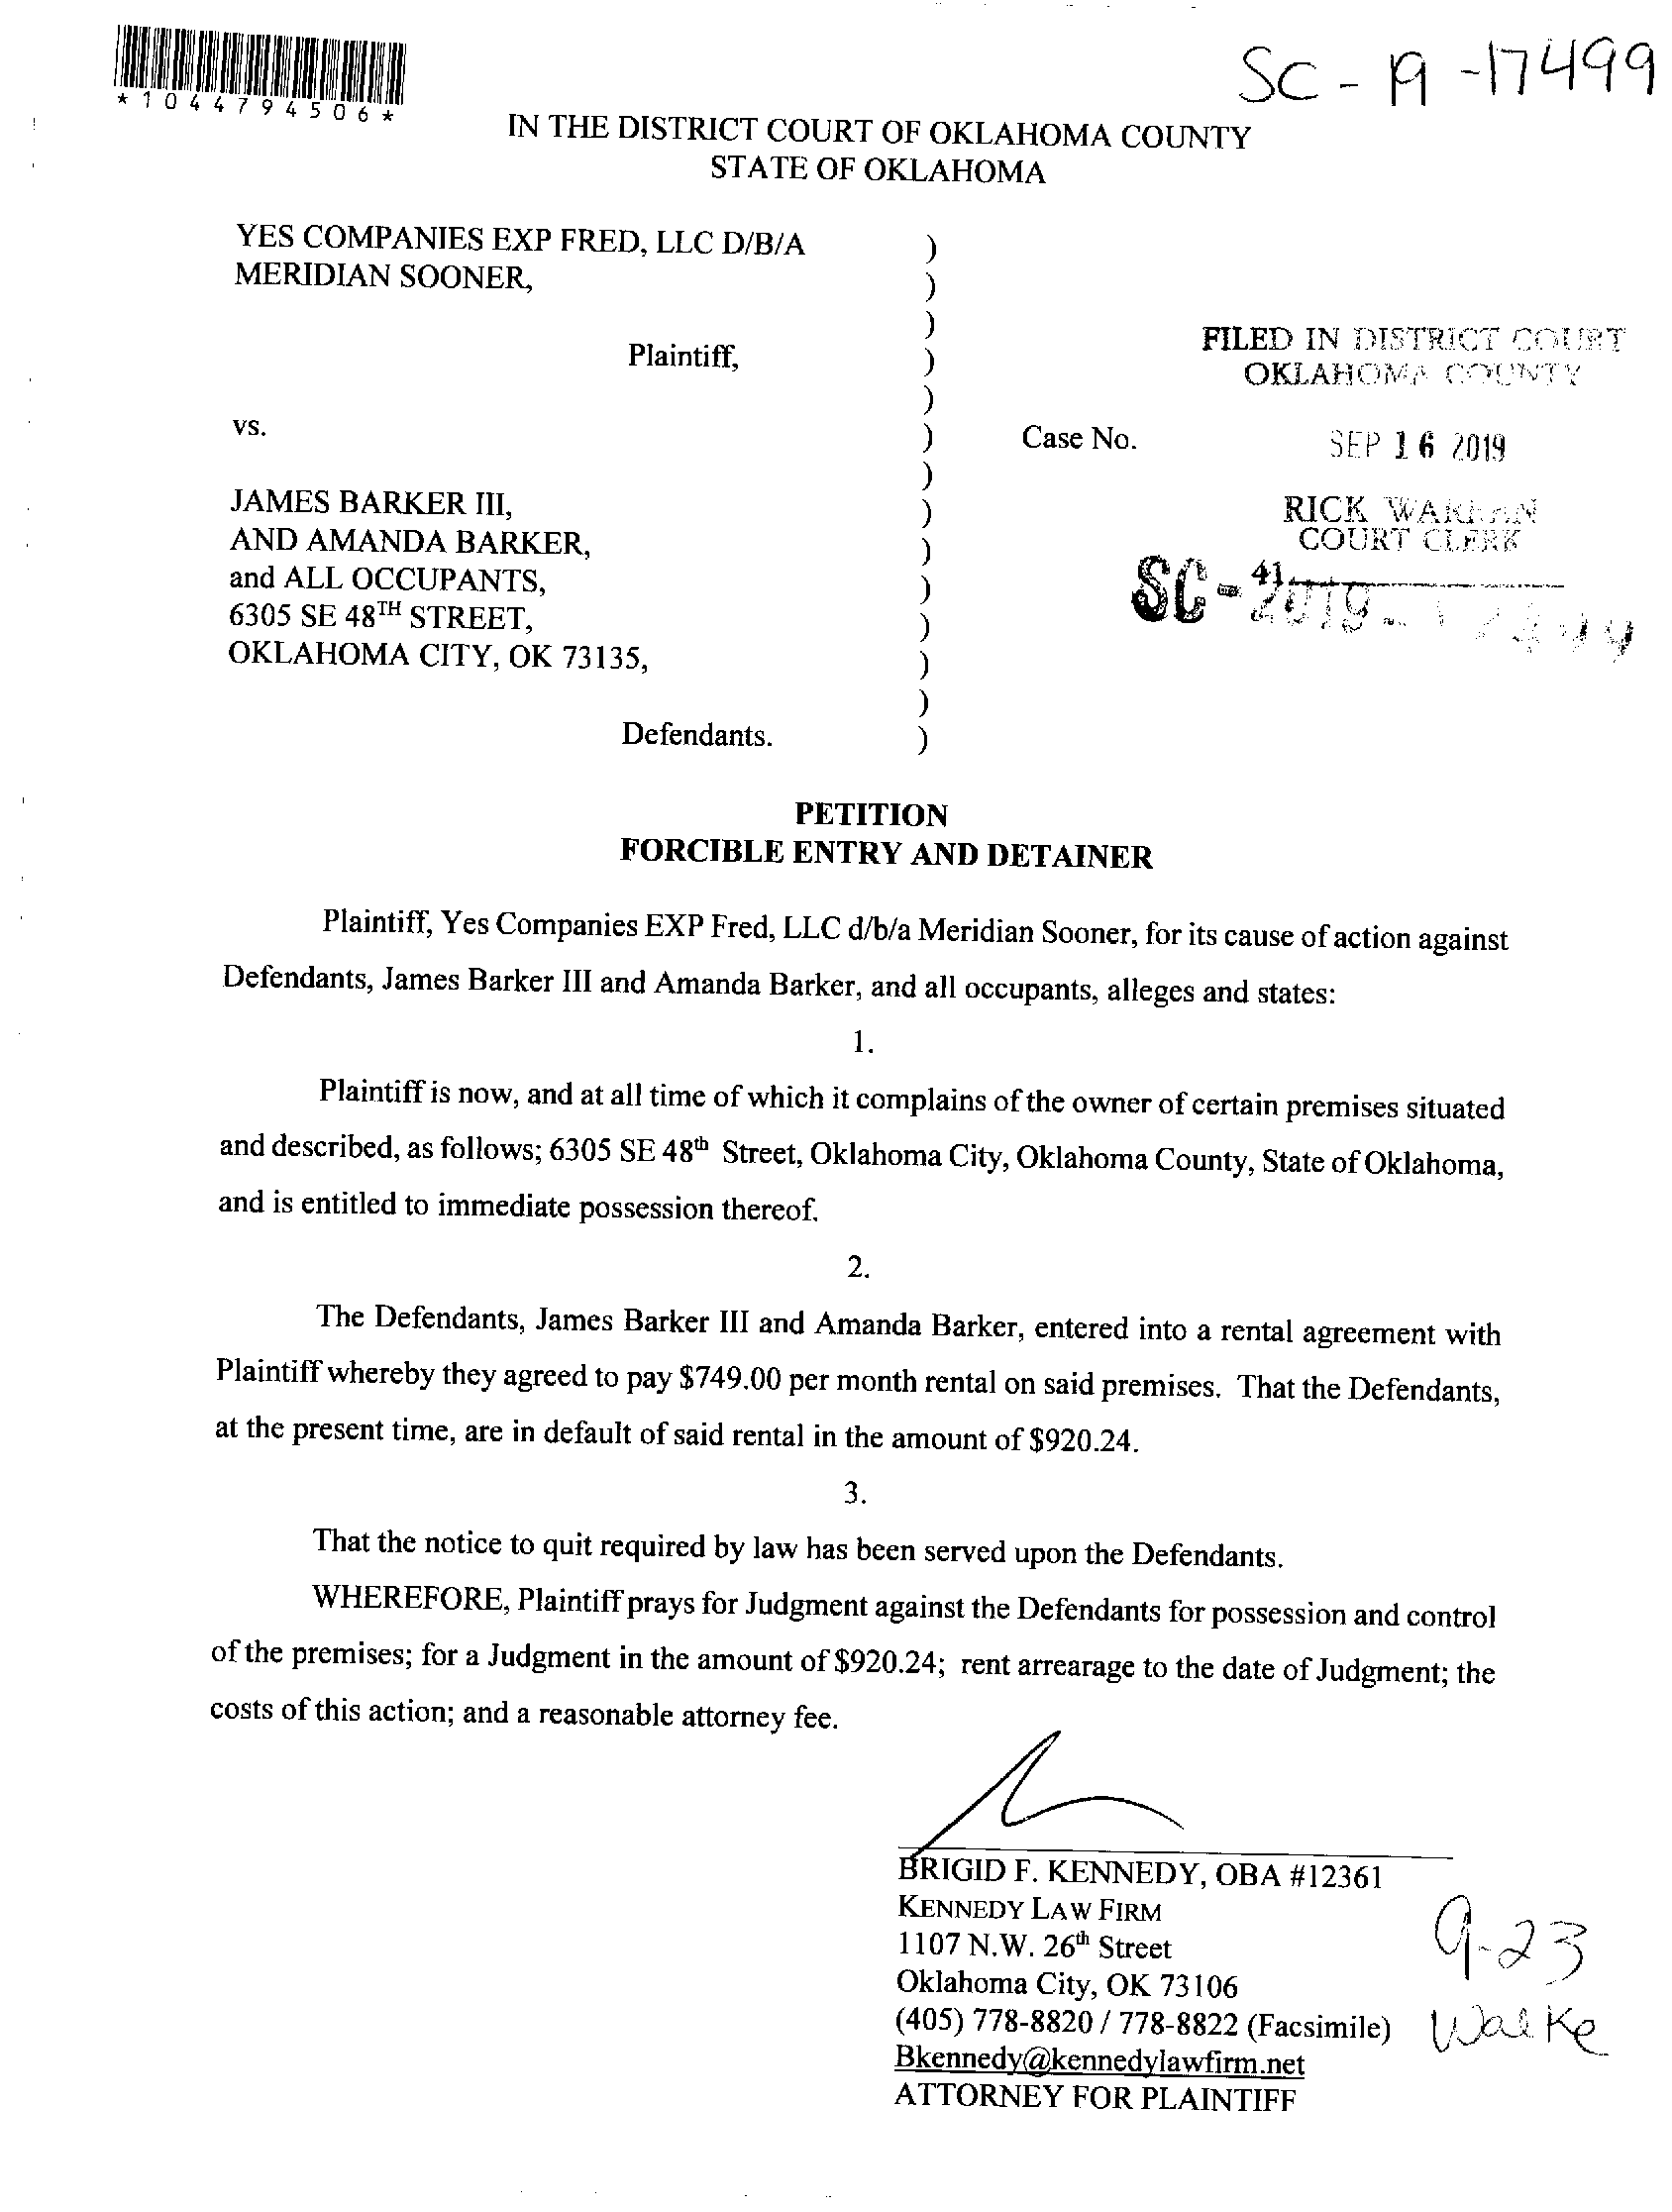 SC-19-17499
*1044794506*
IN THE DISTRICT COURT OF OKLAHOMA COUNTY
STATE OF OKLAHOMA
YES COMPANIES EXP FRED, LLC D/B/A )
MERIDIAN SOONER, )
)
Plaintiff, )
)
vs. ) Case No.
)
JAMES BARKER III, )
AND AMANDA BARKER, )
and ALL OCCUPANTS, )
6305 SE 48TH STREET, )
OKLAHOMA CITY, OK 73135, )
)
Defendants. )
FILED IN DISTRICT COURT
OKLAHOMA COUNTY
SEP 16 2019
RICK WARREN
COURT CLERK
41
SC-2019-17499
PETITION
FORCIBLE ENTRY AND DETAINER
Plaintiff, Yes Companies EXP Fred, LLC d/b/a Meridian Sooner, for its cause of action against
Defendants, James Barker III and Amanda Barker, and all occupants, alleges and states:
1.
Plaintiff is now, and at all time of which it complains of the owner of certain premises situated
and described, as follows; 6305 SE 48th Street, Oklahoma City, Oklahoma County, State of Oklahoma,
and is entitled to immediate possession thereof.
2.
The Defendants, James Barker III and Amanda Barker, entered into a rental agreement with
Plaintiff whereby they agreed to pay $749.00 per month rental on said premises. That the Defendants,
at the present time, are in default of said rental in the amount of $920.24.
3.
That the notice to quit required by law has been served upon the Defendants.
WHEREFORE, Plaintiff prays for Judgment against the Defendants for possession and control
of the premises; for a Judgment in the amount of $920.24; rent arrearage to the date of Judgment; the
costs of this action; and a reasonable attorney fee.
BRIGID F. KENNEDY, OBA #12361
KENNEDY LAW FIRM
1107 N.W. 26th Street
Oklahoma City, OK 73106
(405) 778-8820 / 778-8822 (Facsimile)
Bkennedy@kennedylawfirm.net
ATTORNEY FOR PLAINTIFF
9-23
Walke